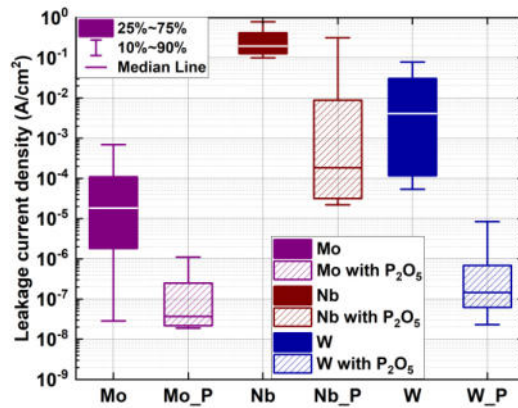 Leakage current density (A/cm²)
10¹
10⁰
10⁻¹
10⁻²
10⁻³
10⁻⁴
10⁻⁵
10⁻⁶
10⁻⁷
10⁻⁸
10⁻⁹
25%~75%
10%~90%
Median Line
Mo
Mo with P₂O₅
Nb
Nb with P₂O₅
W
W with P₂O₅
Mo Mo_P Nb Nb_P W W_P